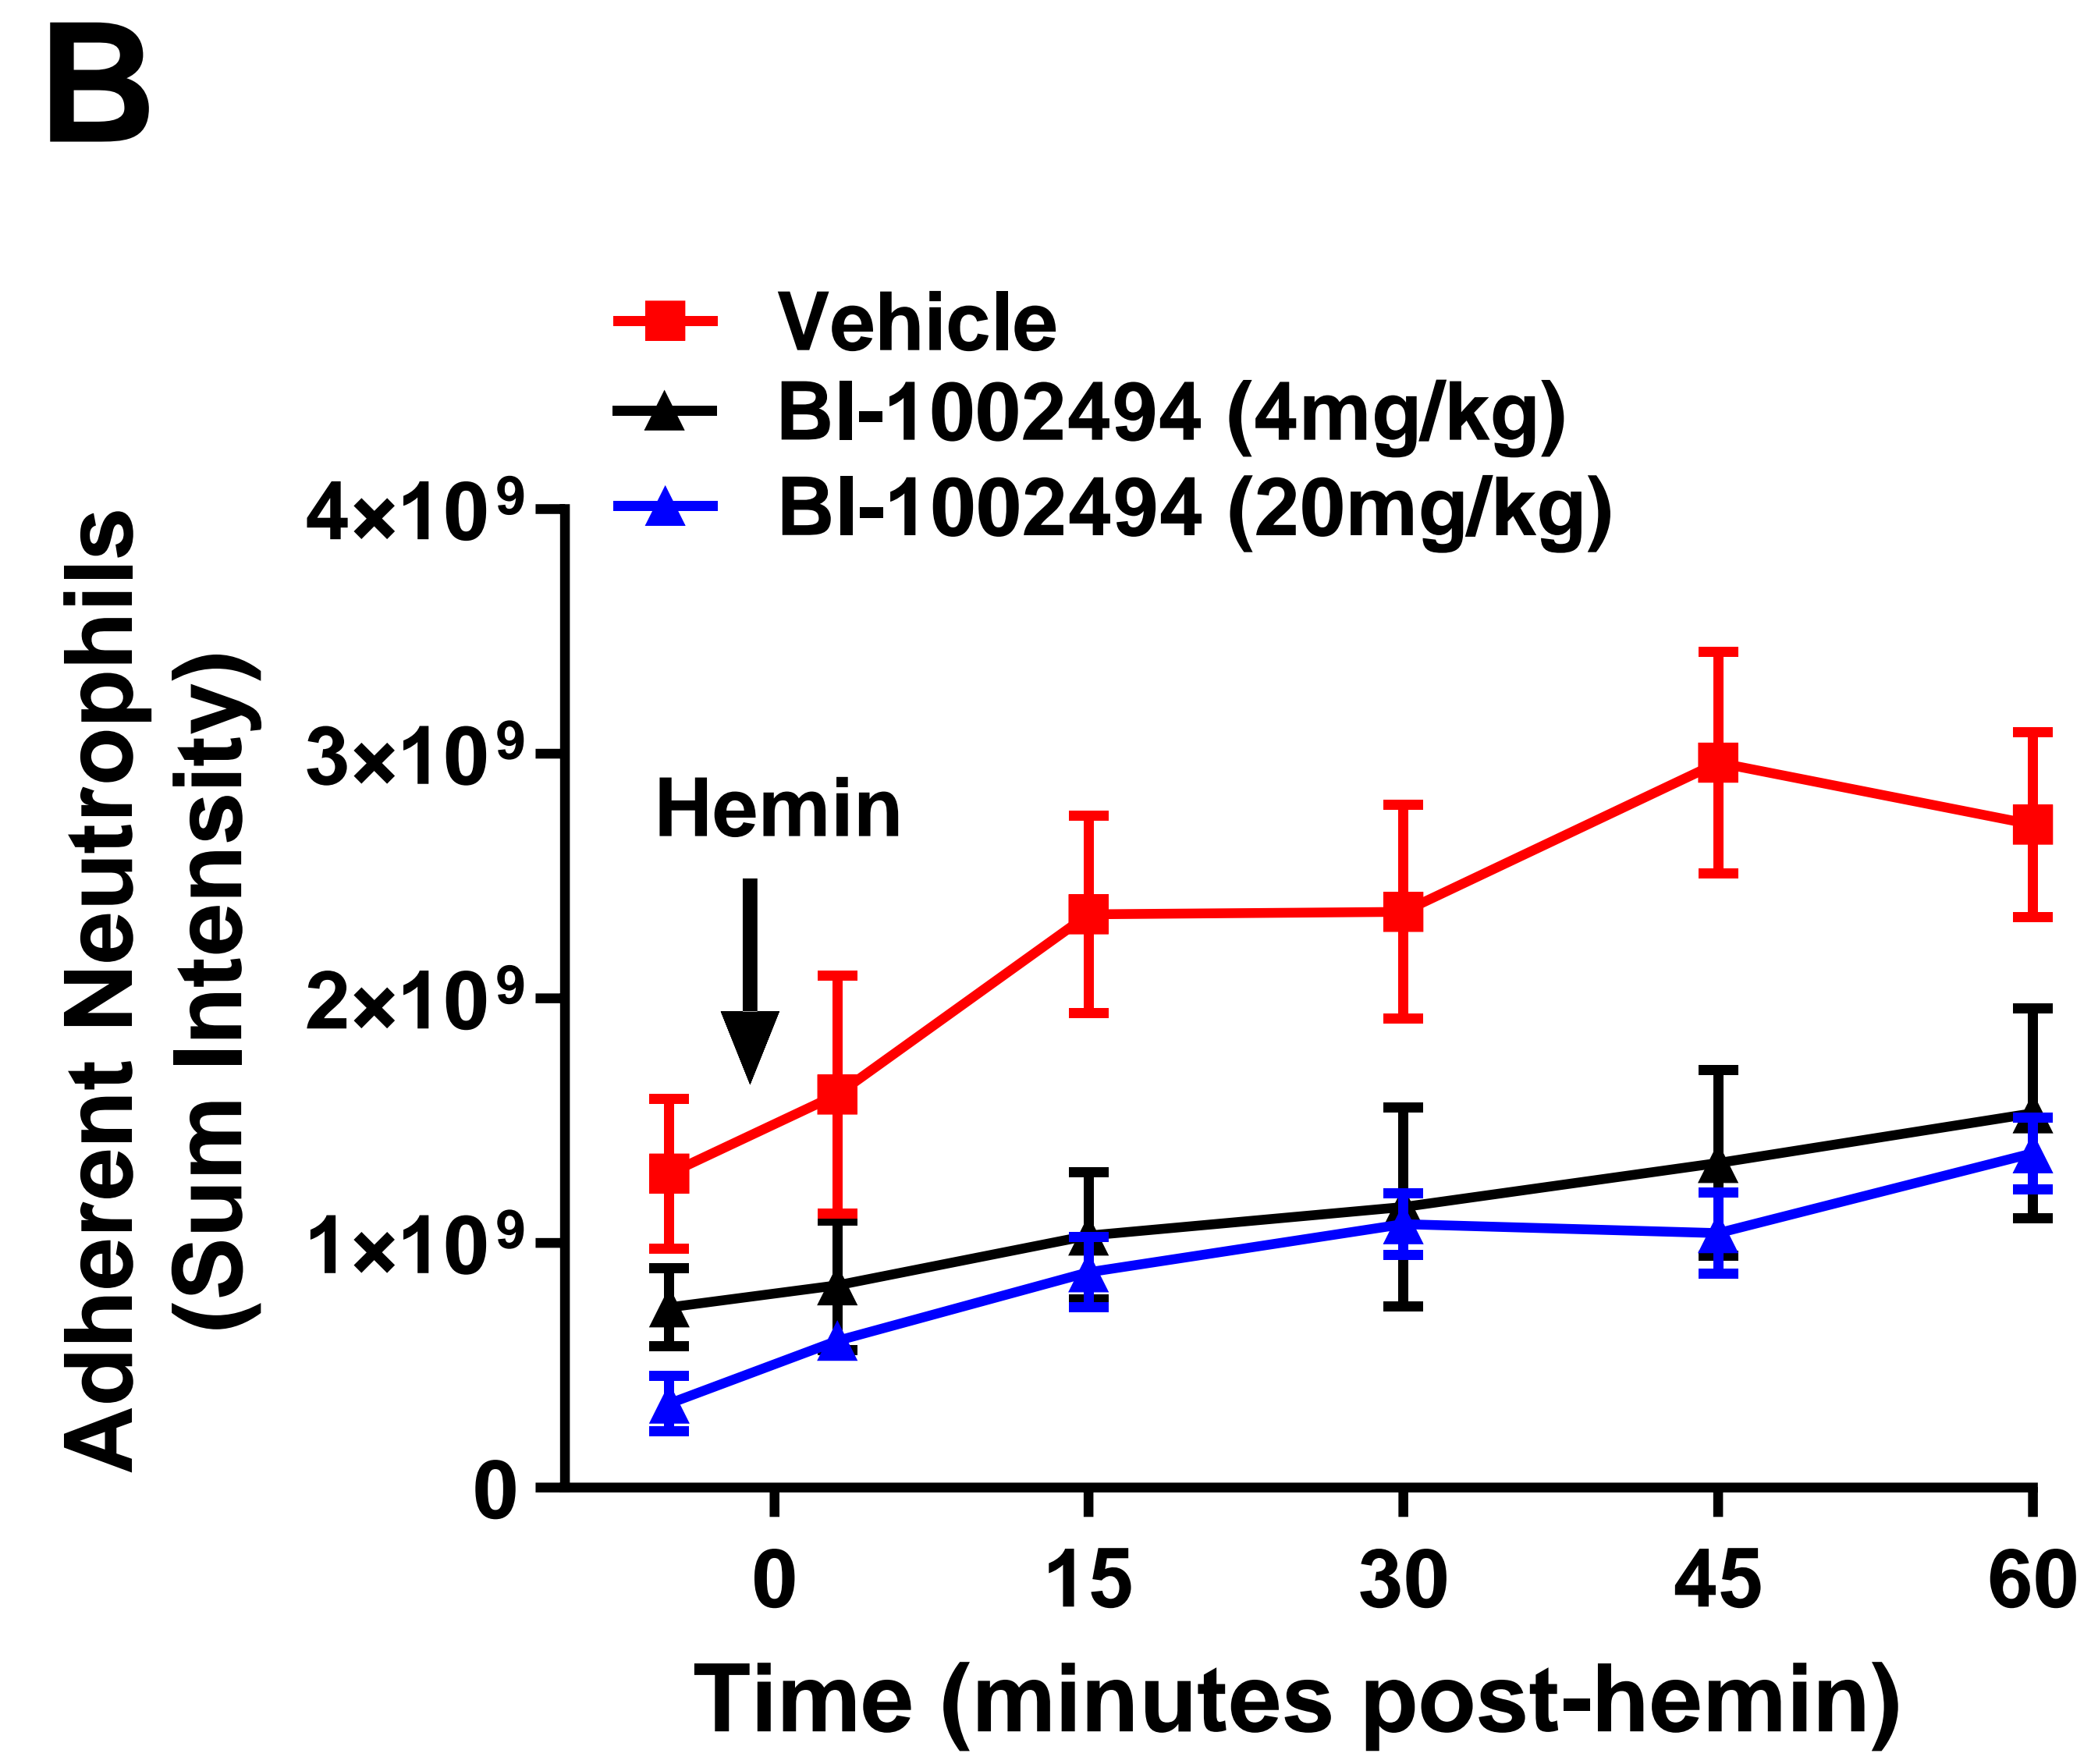 B
Vehicle
BI-1002494 (4mg/kg)
BI-1002494 (20mg/kg)
Adherent Neutrophils
(Sum Intensity)
4×10⁹
3×10⁹
2×10⁹
1×10⁹
0
Hemin
0 15 30 45 60
Time (minutes post-hemin)